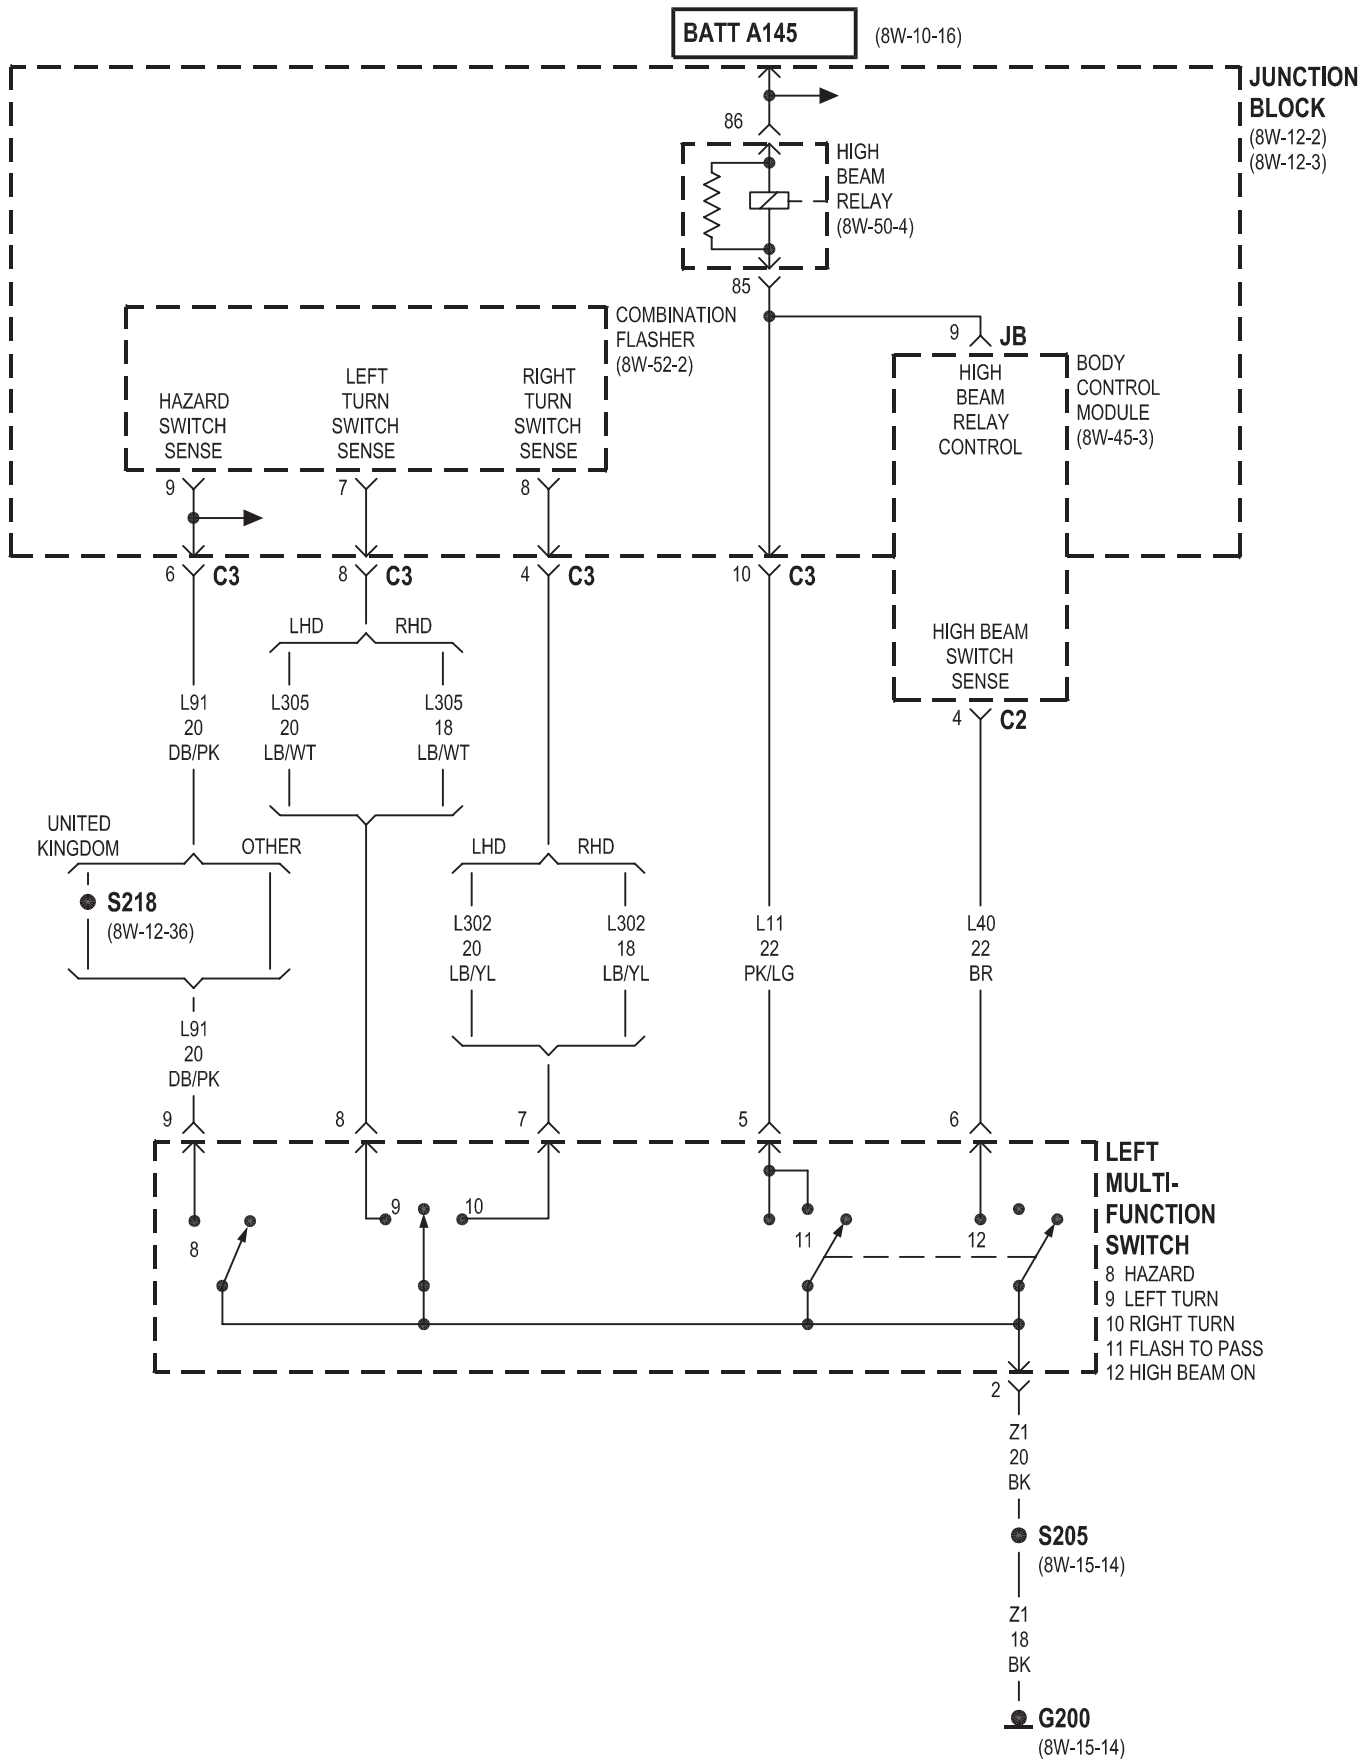 BATT A145
(8W-10-16)
JUNCTION
BLOCK
(8W-12-2)
(8W-12-3)
86
HIGH
BEAM
RELAY
(8W-50-4)
85
COMBINATION
FLASHER
(8W-52-2)
HAZARD
SWITCH
SENSE
LEFT
TURN
SWITCH
SENSE
RIGHT
TURN
SWITCH
SENSE
9 JB
HIGH
BEAM
RELAY
CONTROL
BODY
CONTROL
MODULE
(8W-45-3)
9
7
8
6 C3
8 C3
4 C3
10 C3
HIGH BEAM
SWITCH
SENSE
4 C2
LHD RHD
L91
20
DB/PK
L305
20
LB/WT
L305
18
LB/WT
UNITED
KINGDOM
OTHER
S218
(8W-12-36)
LHD RHD
L302
20
LB/YL
L302
18
LB/YL
L11
22
PK/LG
L40
22
BR
L91
20
DB/PK
9
8
7
5
6
8
9
10
11
12
LEFT
MULTI-
FUNCTION
SWITCH
8 HAZARD
9 LEFT TURN
10 RIGHT TURN
11 FLASH TO PASS
12 HIGH BEAM ON
2
Z1
20
BK
S205
(8W-15-14)
Z1
18
BK
G200
(8W-15-14)